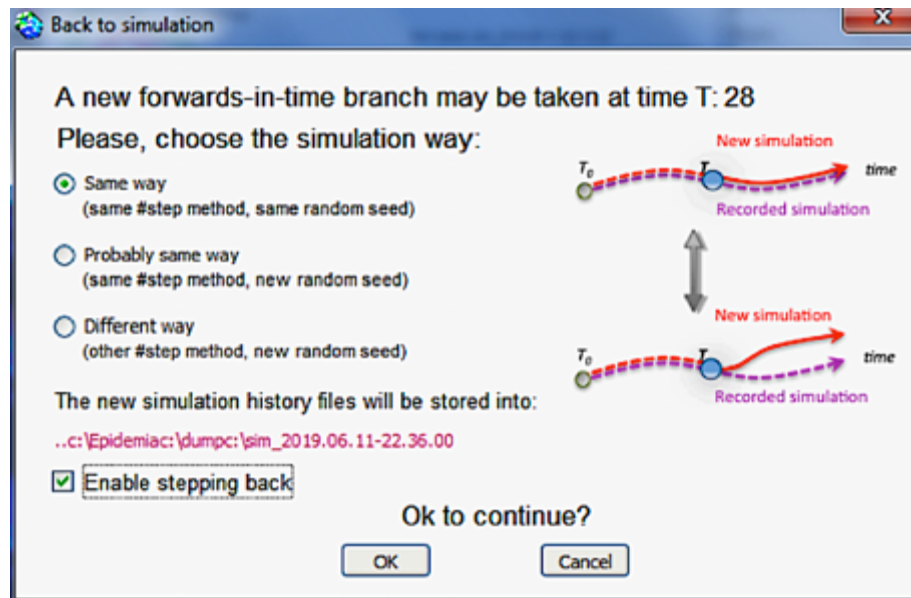 Back to simulation
A new forwards-in-time branch may be taken at time T: 28
Please, choose the simulation way:
Same way
(same #step method, same random seed)
Probably same way
(same #step method, new random seed)
Different way
(other #step method, new random seed)
New simulation
T0
T
time
Recorded simulation
New simulation
T0
T
time
Recorded simulation
The new simulation history files will be stored into:
..c:\Epidemiac:\dumpc:\sim_2019.06.11-22.36.00
Enable stepping back
Ok to continue?
OK
Cancel